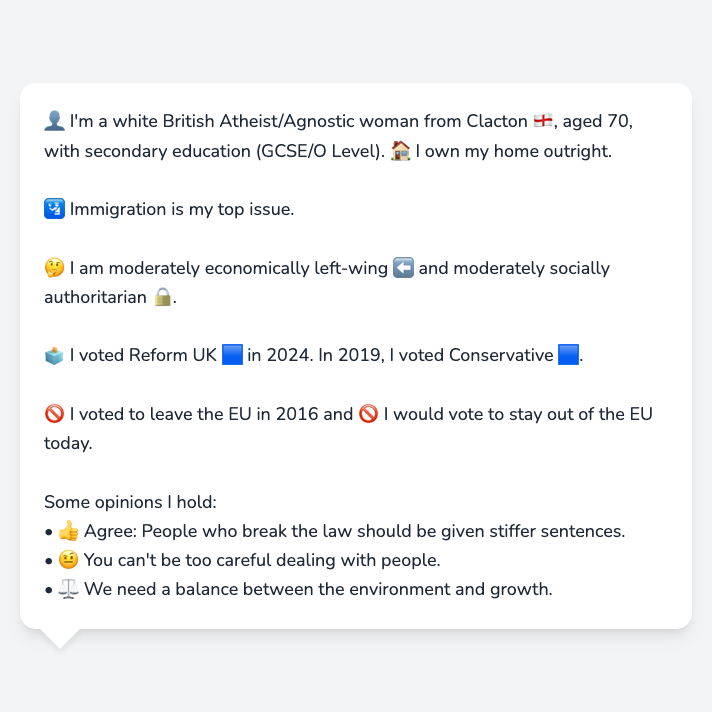 👤 I'm a white British Atheist/Agnostic woman from Clacton 🏴󠁧󠁢󠁥󠁮󠁧󠁿, aged 70,
with secondary education (GCSE/O Level). 🏠 I own my home outright.
🛂 Immigration is my top issue.
🤔 I am moderately economically left-wing ⬅️ and moderately socially
authoritarian 🔒.
🗳️ I voted Reform UK 🟦 in 2024. In 2019, I voted Conservative 🟦.
🚫 I voted to leave the EU in 2016 and 🚫 I would vote to stay out of the EU
today.
Some opinions I hold:
• 👍 Agree: People who break the law should be given stiffer sentences.
• 🤨 You can't be too careful dealing with people.
• ⚖️ We need a balance between the environment and growth.